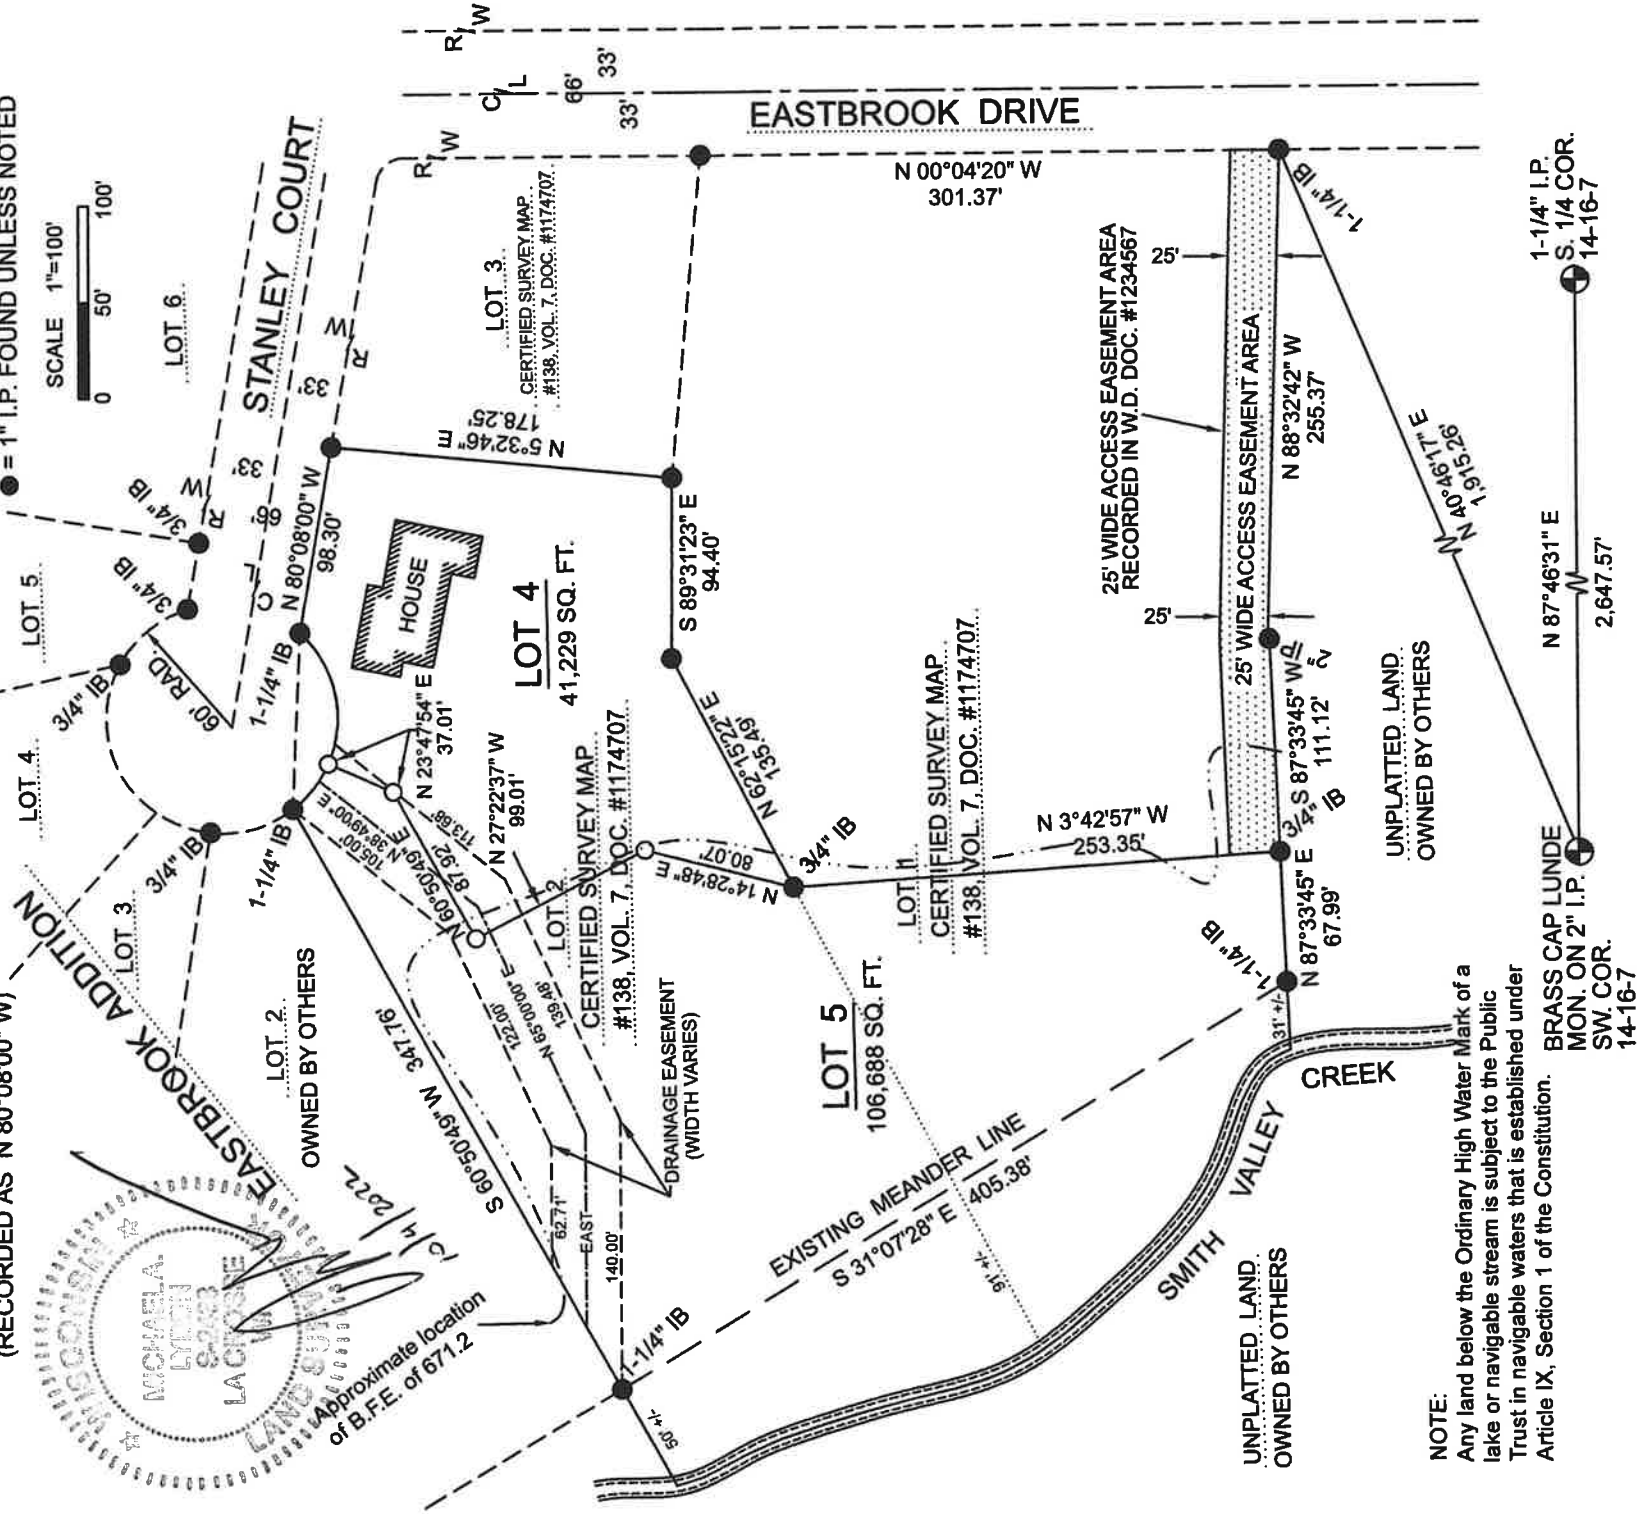 (RECORDED AS N 80°08'00" W)
= 1" I.P. FOUND UNLESS NOTED
SCALE 1"=100'
0 50' 100'
EASTBROOK ADDITION
LOT 3
LOT 4
LOT 5
LOT 6
LOT 2
OWNED BY OTHERS
STANLEY COURT
60' RAD.
3/4" IB
3/4" IB
3/4" IB
3/4" IB
1-1/4" IB
1-1/4" IB
R/W
66'
33'
33'
C/L
R/W
N 80°08'00" W
98.30'
R/W
C/L
R/W
66'
33'
33'
EASTBROOK DRIVE
LOT 3
CERTIFIED SURVEY MAP
#138, VOL. 7, DOC. #1174707
N 5°32'46" E
178.25'
HOUSE
LOT 4
41,229 SQ. FT.
S 89°31'23" E
94.40'
N 62°15'22" E
135.49'
N 23°47'54" E
37.01'
N 27°22'37" W
99.01'
N 38°49'00" E
105.00'
113.68'
N 60°50'49" E
87.92'
N 14°28'48" E
80.07'
LOT 2
CERTIFIED SURVEY MAP
#138, VOL. 7, DOC. #1174707
122.00'
N 65°00'00" E
139.48'
DRAINAGE EASEMENT
(WIDTH VARIES)
S 60°50'49" W 347.76'
62.71'
EAST
140.00'
WISCONSIN
MICHAEL A.
S-2423
LA CROSSE
LAND SURVEYOR
2022
Approximate location
of B.F.E. of 671.2
1-1/4" IB
50' +/-
LOT 5
106,688 SQ. FT.
3/4" IB
LOT 1
CERTIFIED SURVEY MAP
#138, VOL. 7, DOC. #1174707
N 3°42'57" W
253.35'
N 00°04'20" W
301.37'
25' WIDE ACCESS EASEMENT AREA
RECORDED IN W.D. DOC. #1234567
25'
25'
25' WIDE ACCESS EASEMENT AREA
N 88°32'42" W
255.37'
1-1/4" IB
2" IP
S 87°33'45" W
111.12'
3/4" IB
N 87°33'45" E
67.99'
1-1/4" IB
31' +/-
EXISTING MEANDER LINE
S 31°07'28" E 405.38'
91' +/-
SMITH VALLEY CREEK
UNPLATTED LAND
OWNED BY OTHERS
UNPLATTED LAND
OWNED BY OTHERS
N 40°46'17" E
1,915.26'
1-1/4" I.P.
S. 1/4 COR.
14-16-7
N 87°46'31" E
2,647.57'
BRASS CAP LUNDE
MON. ON 2" I.P.
SW. COR.
14-16-7
NOTE:
Any land below the Ordinary High Water Mark of a
lake or navigable stream is subject to the Public
Trust in navigable waters that is established under
Article IX, Section 1 of the Constitution.